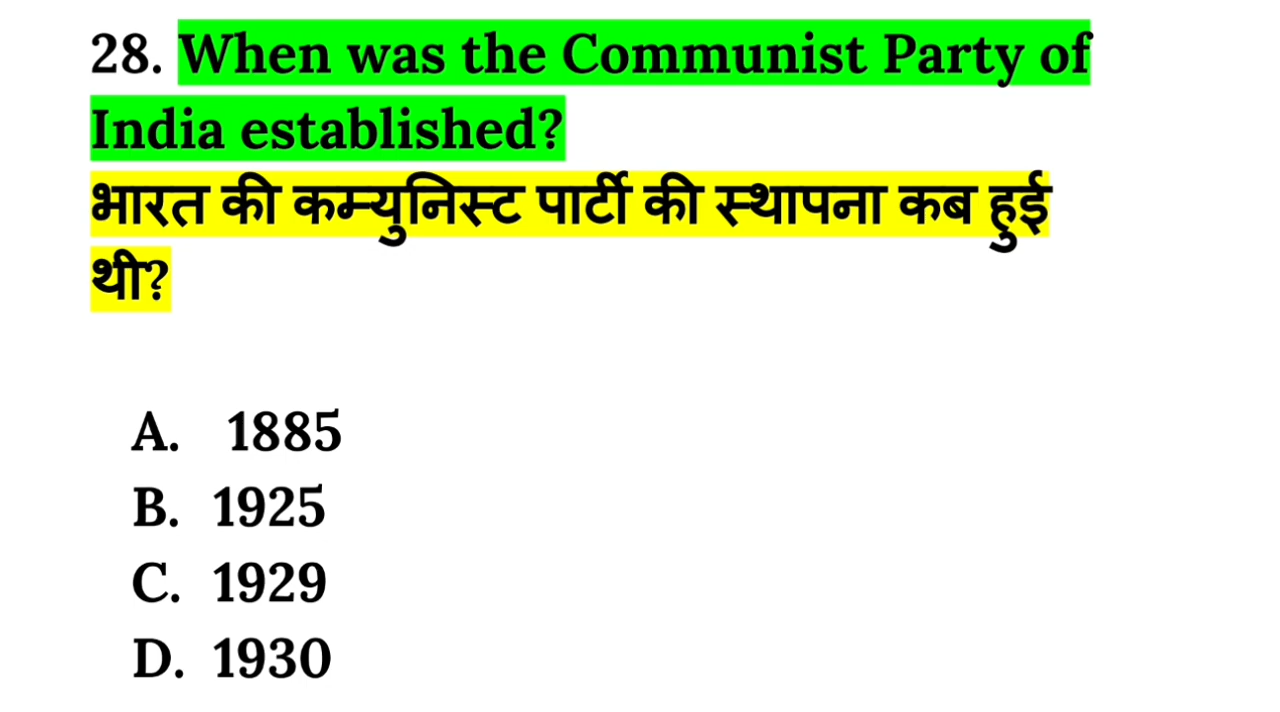 28. When was the Communist Party of
India established?
भारत की कम्युनिस्ट पार्टी की स्थापना कब हुई
थी?
A. 1885
B. 1925
C. 1929
D. 1930